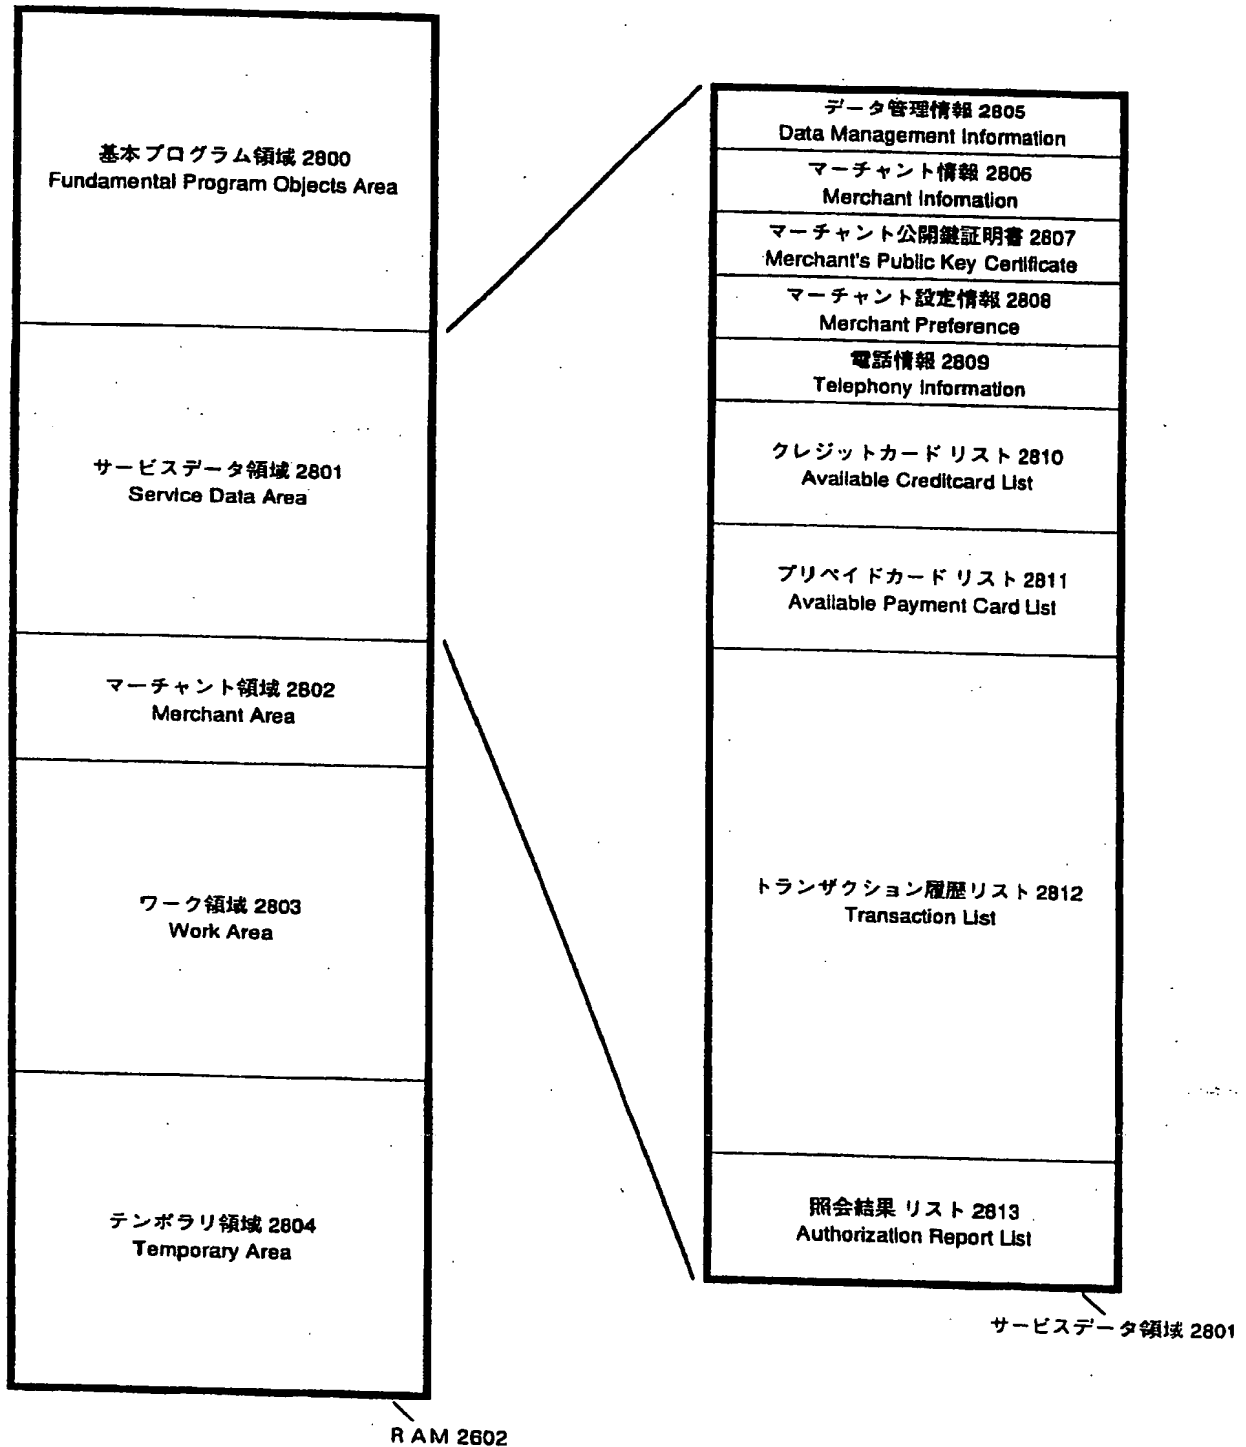 基本プログラム領域 2800
Fundamental Program Objects Area
サービスデータ領域 2801
Service Data Area
マーチャント領域 2802
Merchant Area
ワーク領域 2803
Work Area
テンポラリ領域 2804
Temporary Area
RAM 2602
データ管理情報 2805
Data Management Information
マーチャント情報 2806
Merchant Infomation
マーチャント公開鍵証明書 2807
Merchant's Public Key Certificate
マーチャント設定情報 2808
Merchant Preference
電話情報 2809
Telephony Information
クレジットカード リスト 2810
Available Creditcard List
プリペイドカード リスト 2811
Available Payment Card List
トランザクション履歴リスト 2812
Transaction List
照会結果 リスト 2813
Authorization Report List
サービスデータ領域 2801